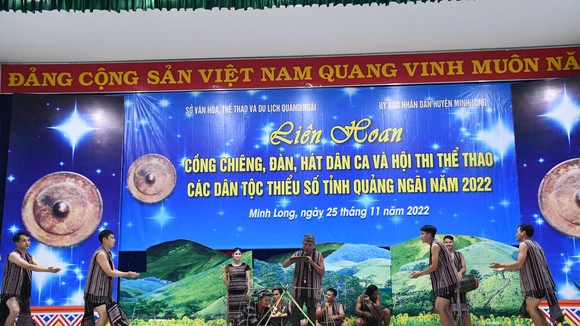 ĐẢNG CỘNG SẢN VIỆT NAM QUANG VINH MUÔN NĂ
SỞ VĂN HÓA, THỂ THAO VÀ DU LỊCH QUẢNG NGÃI
ỦY BAN NHÂN DÂN HUYỆN MINH LONG
Liên Hoan
CỒNG CHIÊNG, ĐÀN, HÁT DÂN CA VÀ HỘI THI THỂ THAO
CÁC DÂN TỘC THIỂU SỐ TỈNH QUẢNG NGÃI NĂM 2022
Minh Long, ngày 25 tháng 11 năm 2022